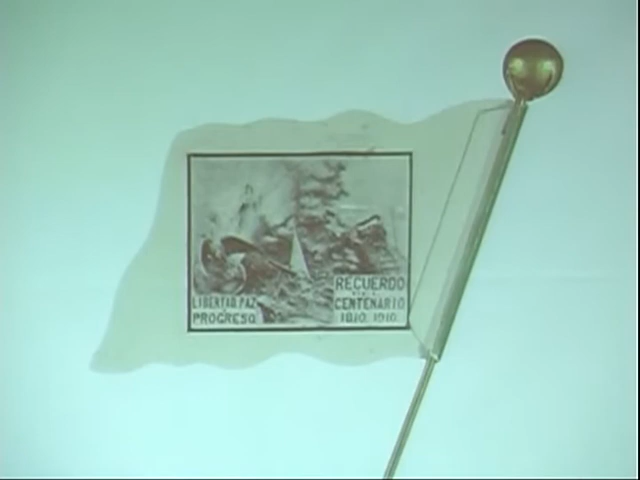 LIBERTAD, PAZ
PROGRESO
RECUERDO
CENTENARIO
1810. 1910.